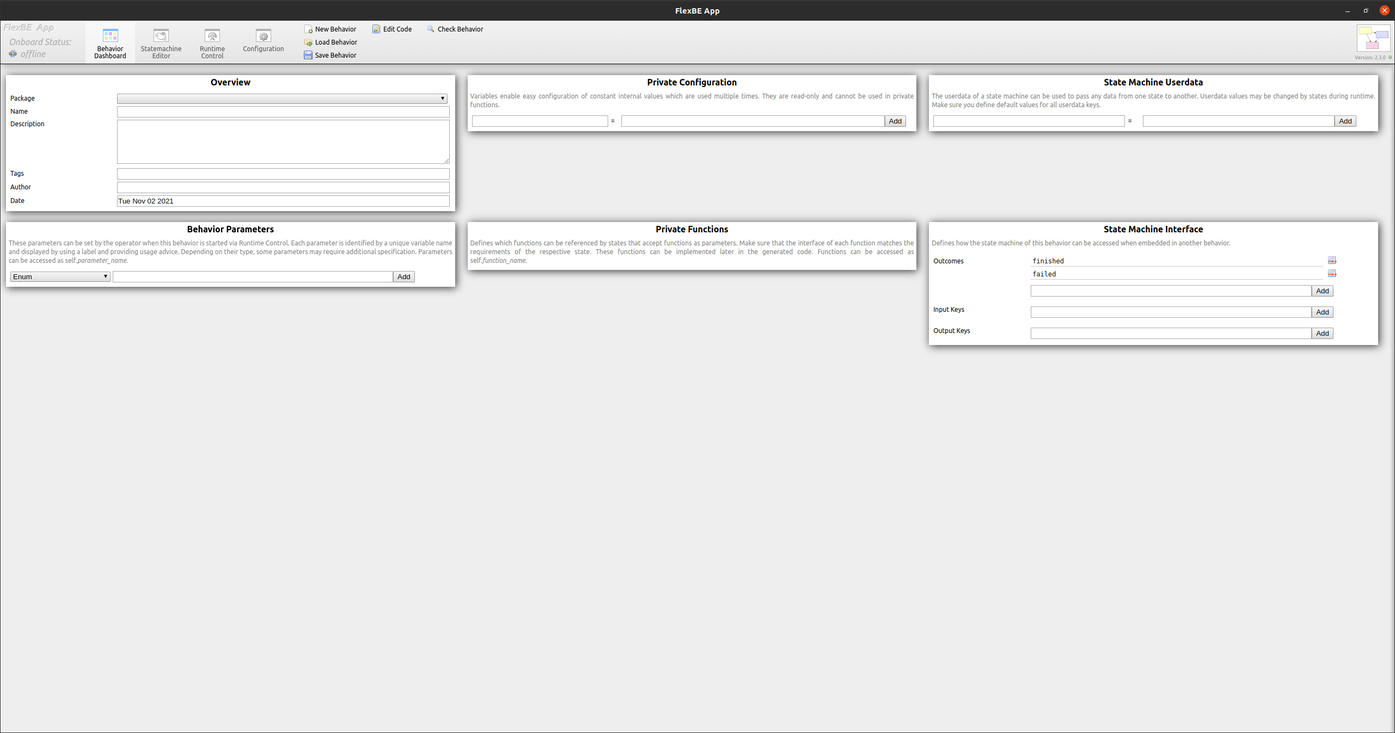 FlexBE App
FlexBE App
Onboard Status:
offline
Behavior
Dashboard
Statemachine
Editor
Runtime
Control
Configuration
New Behavior
Load Behavior
Save Behavior
Edit Code
Check Behavior
Version: 2.3.0
Overview
Package
Name
Description
Tags
Author
Date Tue Nov 02 2021
Private Configuration
Variables enable easy configuration of constant internal values which are used multiple times. They are read-only and cannot be used in private
functions.
= Add
State Machine Userdata
The userdata of a state machine can be used to pass any data from one state to another. Userdata values may be changed by states during runtime.
Make sure you define default values for all userdata keys.
= Add
Behavior Parameters
These parameters can be set by the operator when this behavior is started via Runtime Control. Each parameter is identified by a unique variable name
and displayed by using a label and providing usage advice. Depending on their type, some parameters may require additional specification. Parameters
can be accessed as self.parameter_name.
Enum Add
Private Functions
Defines which functions can be referenced by states that accept functions as parameters. Make sure that the interface of each function matches the
requirements of the respective state. These functions can be implemented later in the generated code. Functions can be accessed as
self.function_name.
State Machine Interface
Defines how the state machine of this behavior can be accessed when embedded in another behavior.
Outcomes finished
failed
Add
Input Keys Add
Output Keys Add